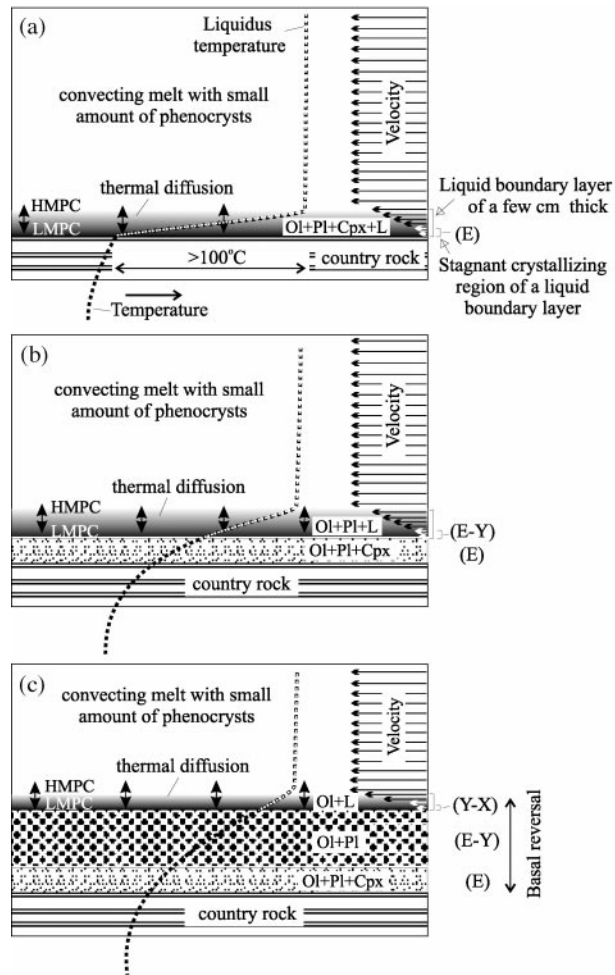 (a)
Liquidus
temperature
convecting melt with small
amount of phenocrysts
Velocity
HMPC
thermal diffusion
LMPC
Ol+Pl+Cpx+L
Liquid boundary layer
of a few cm thick
(E)
>100°C
country rock
Stagnant crystallizing
region of a liquid
boundary layer
Temperature
(b)
convecting melt with small
amount of phenocrysts
Velocity
HMPC
thermal diffusion
LMPC
Ol+Pl+L
(E-Y)
Ol+Pl+Cpx
(E)
country rock
(c)
convecting melt with small
amount of phenocrysts
Velocity
thermal diffusion
HMPC
LMPC
Ol+L
(Y-X)
Ol+Pl
(E-Y)
Ol+Pl+Cpx
(E)
Basal reversal
country rock